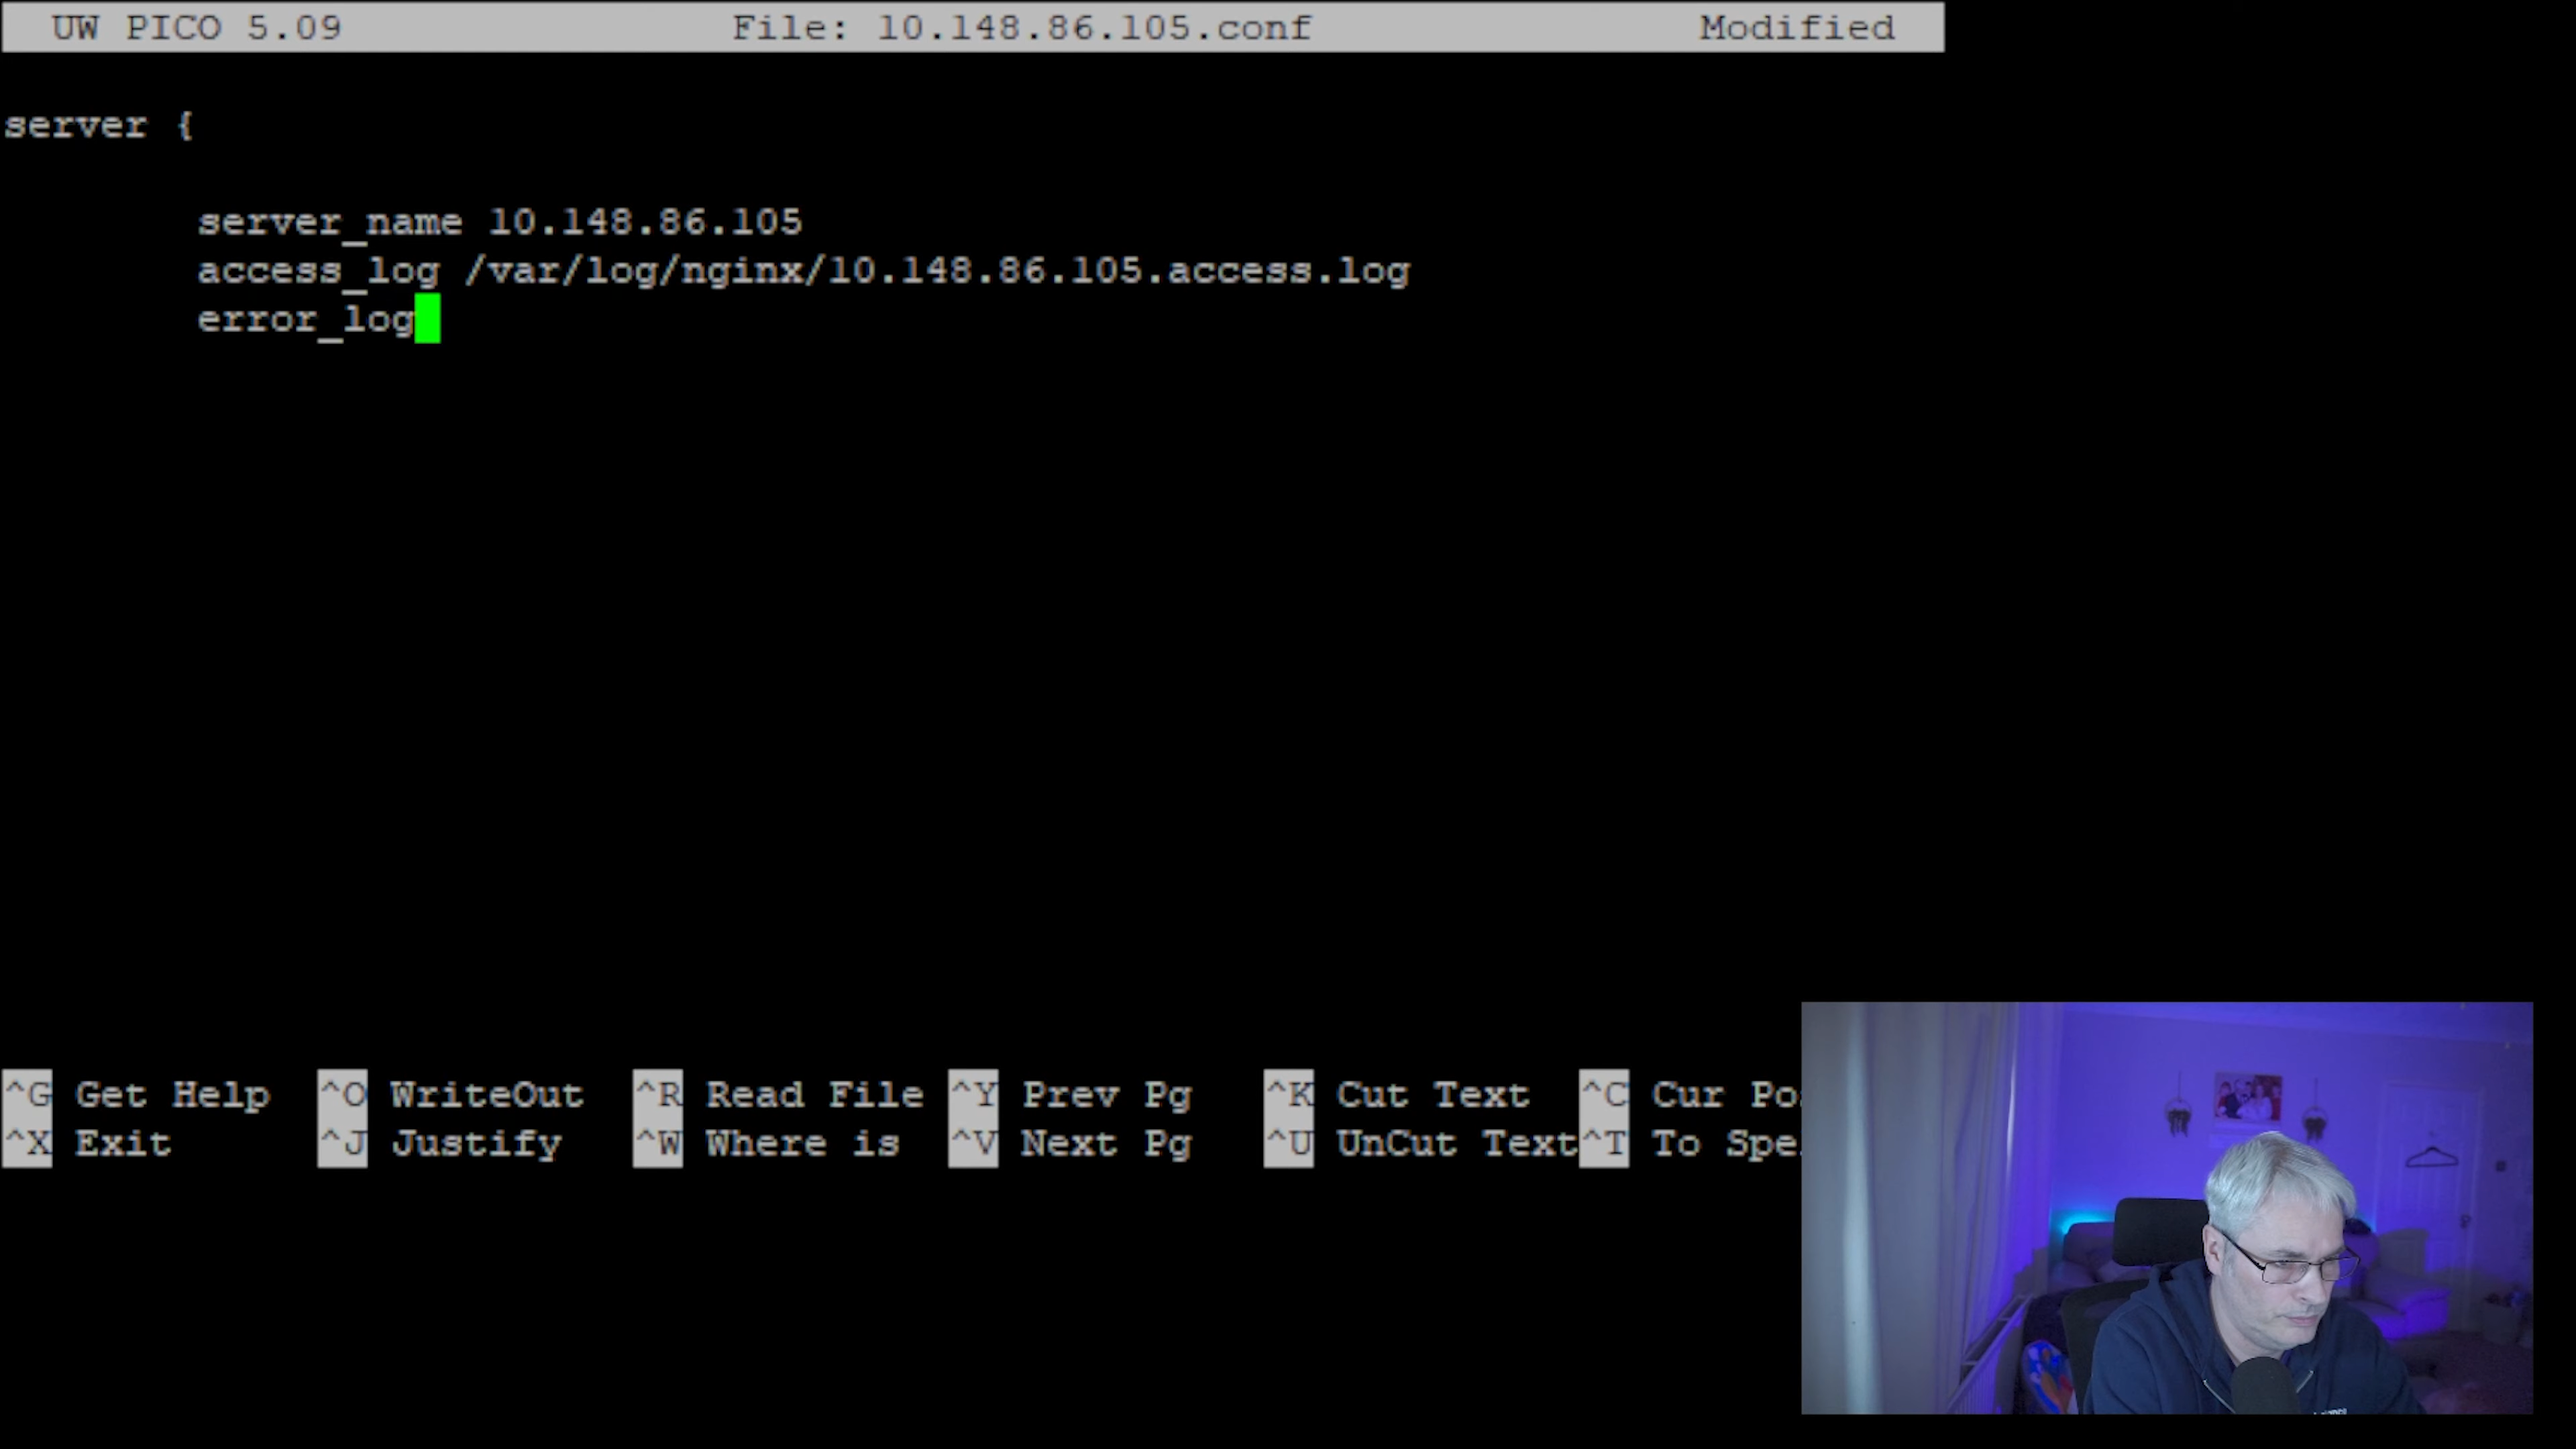 UW PICO 5.09 File: 10.148.86.105.conf Modified
server {
server_name 10.148.86.105
access_log /var/log/nginx/10.148.86.105.access.log
error_log
^G Get Help ^O WriteOut ^R Read File ^Y Prev Pg ^K Cut Text ^C Cur Po
^X Exit ^J Justify ^W Where is ^V Next Pg ^U UnCut Text ^T To Spe